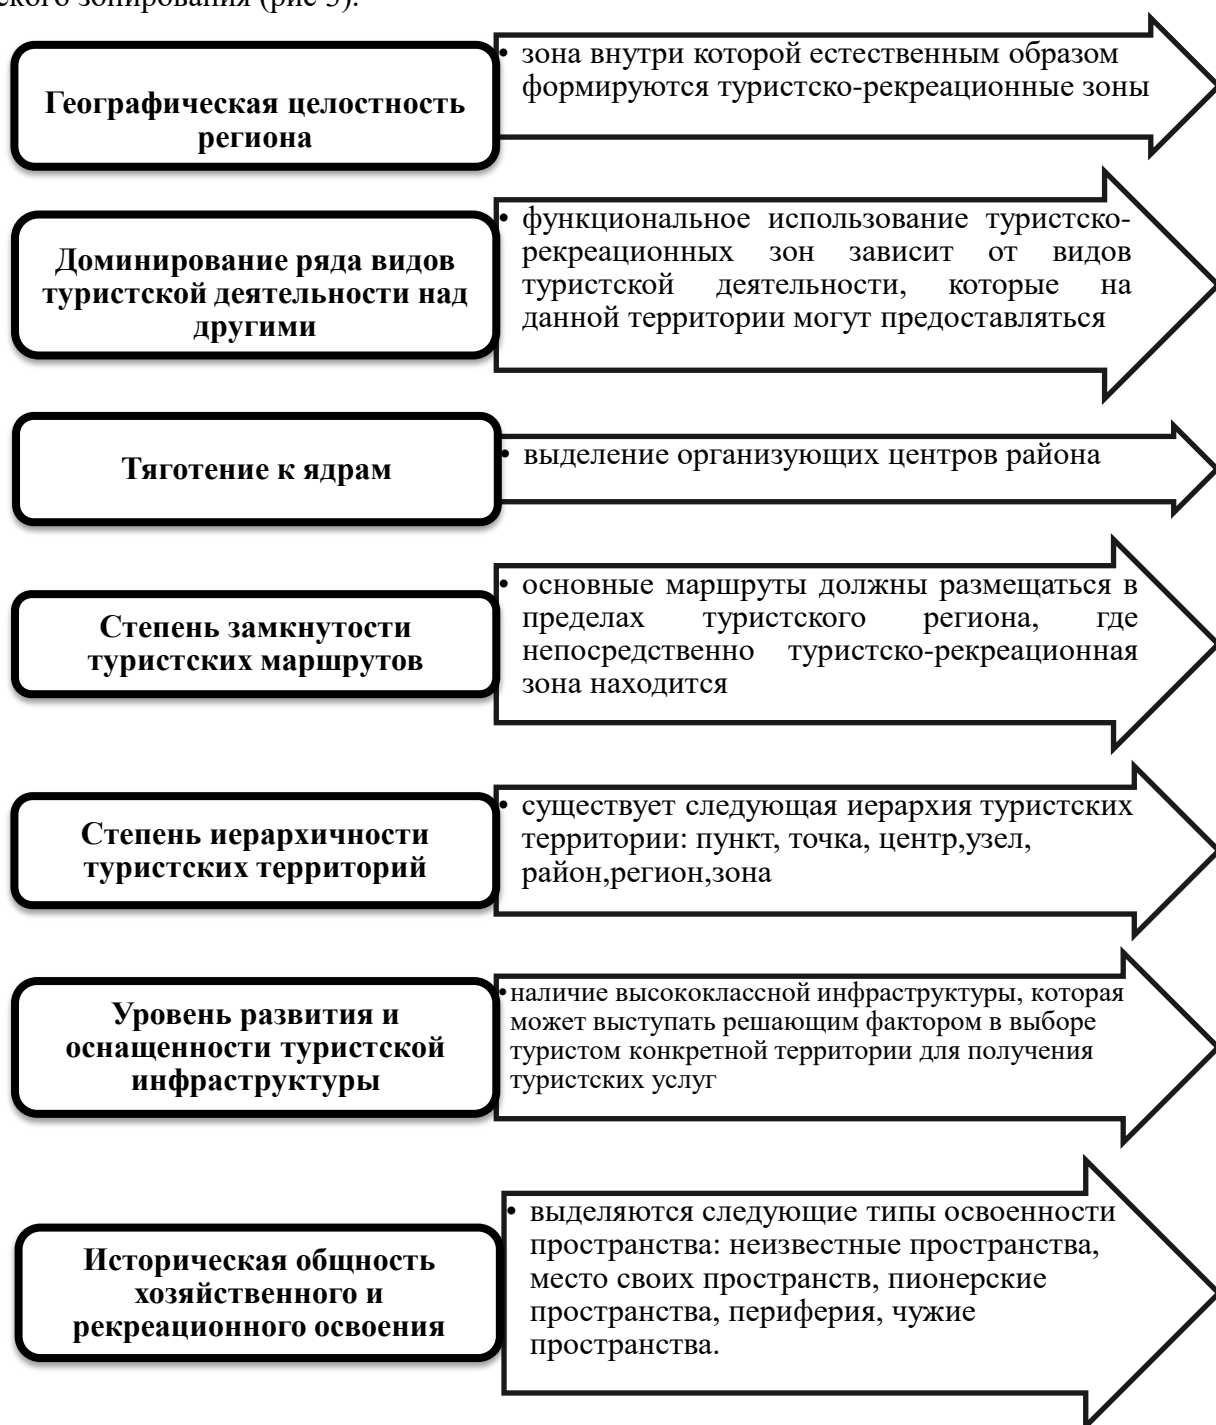 ского зонирования (рис 3).
Географическая целостность
региона
• зона внутри которой естественным образом
формируются туристско-рекреационные зоны
Доминирование ряда видов
туристской деятельности над
другими
• функциональное использование туристско-
рекреационных зон зависит от видов
туристской деятельности, которые на
данной территории могут предоставляться
Тяготение к ядрам
• выделение организующих центров района
Степень замкнутости
туристских маршрутов
• основные маршруты должны размещаться в
пределах туристского региона, где
непосредственно туристско-рекреационная
зона находится
Степень иерархичности
туристских территорий
• существует следующая иерархия туристских
территории: пункт, точка, центр,узел,
район,регион,зона
Уровень развития и
оснащенности туристской
инфраструктуры
• наличие высококлассной инфраструктуры, которая
может выступать решающим фактором в выборе
туристом конкретной территории для получения
туристских услуг
Историческая общность
хозяйственного и
рекреационного освоения
• выделяются следующие типы освоенности
пространства: неизвестные пространства,
место своих пространств, пионерские
пространства, периферия, чужие
пространства.